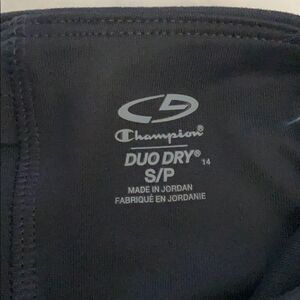 Champion®
DUO DRY® 14
S/P
MADE IN JORDAN
FABRIQUÉ EN JORDANIE